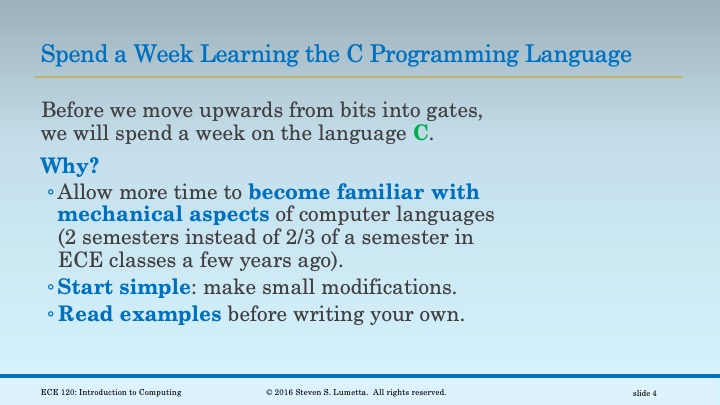 Spend a Week Learning the C Programming Language
Before we move upwards from bits into gates,
we will spend a week on the language C.
Why?
◦Allow more time to become familiar with
mechanical aspects of computer languages
(2 semesters instead of 2/3 of a semester in
ECE classes a few years ago).
◦Start simple: make small modifications.
◦Read examples before writing your own.
ECE 120: Introduction to Computing
© 2016 Steven S. Lumetta. All rights reserved.
slide 4